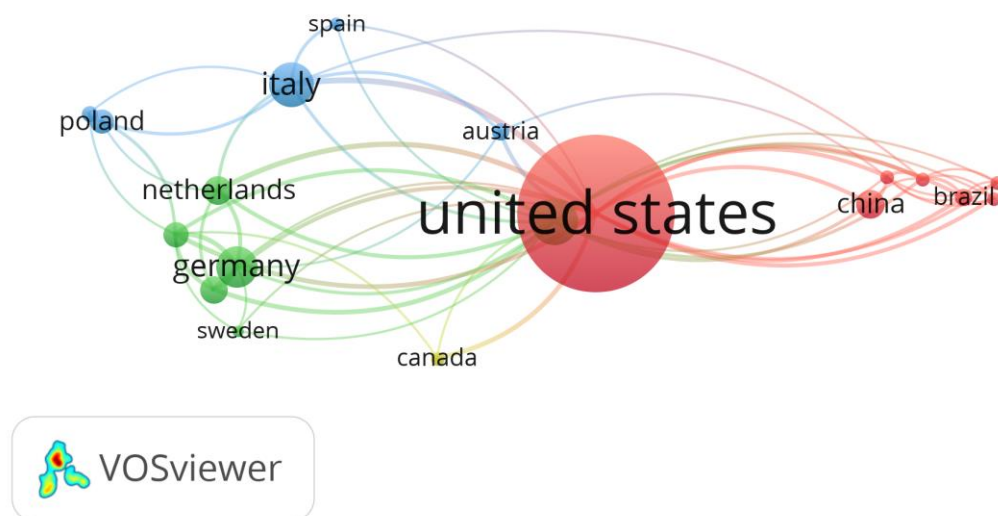 spain
italy
poland
austria
netherlands
united states
china
brazil
germany
sweden
canada
VOSviewer